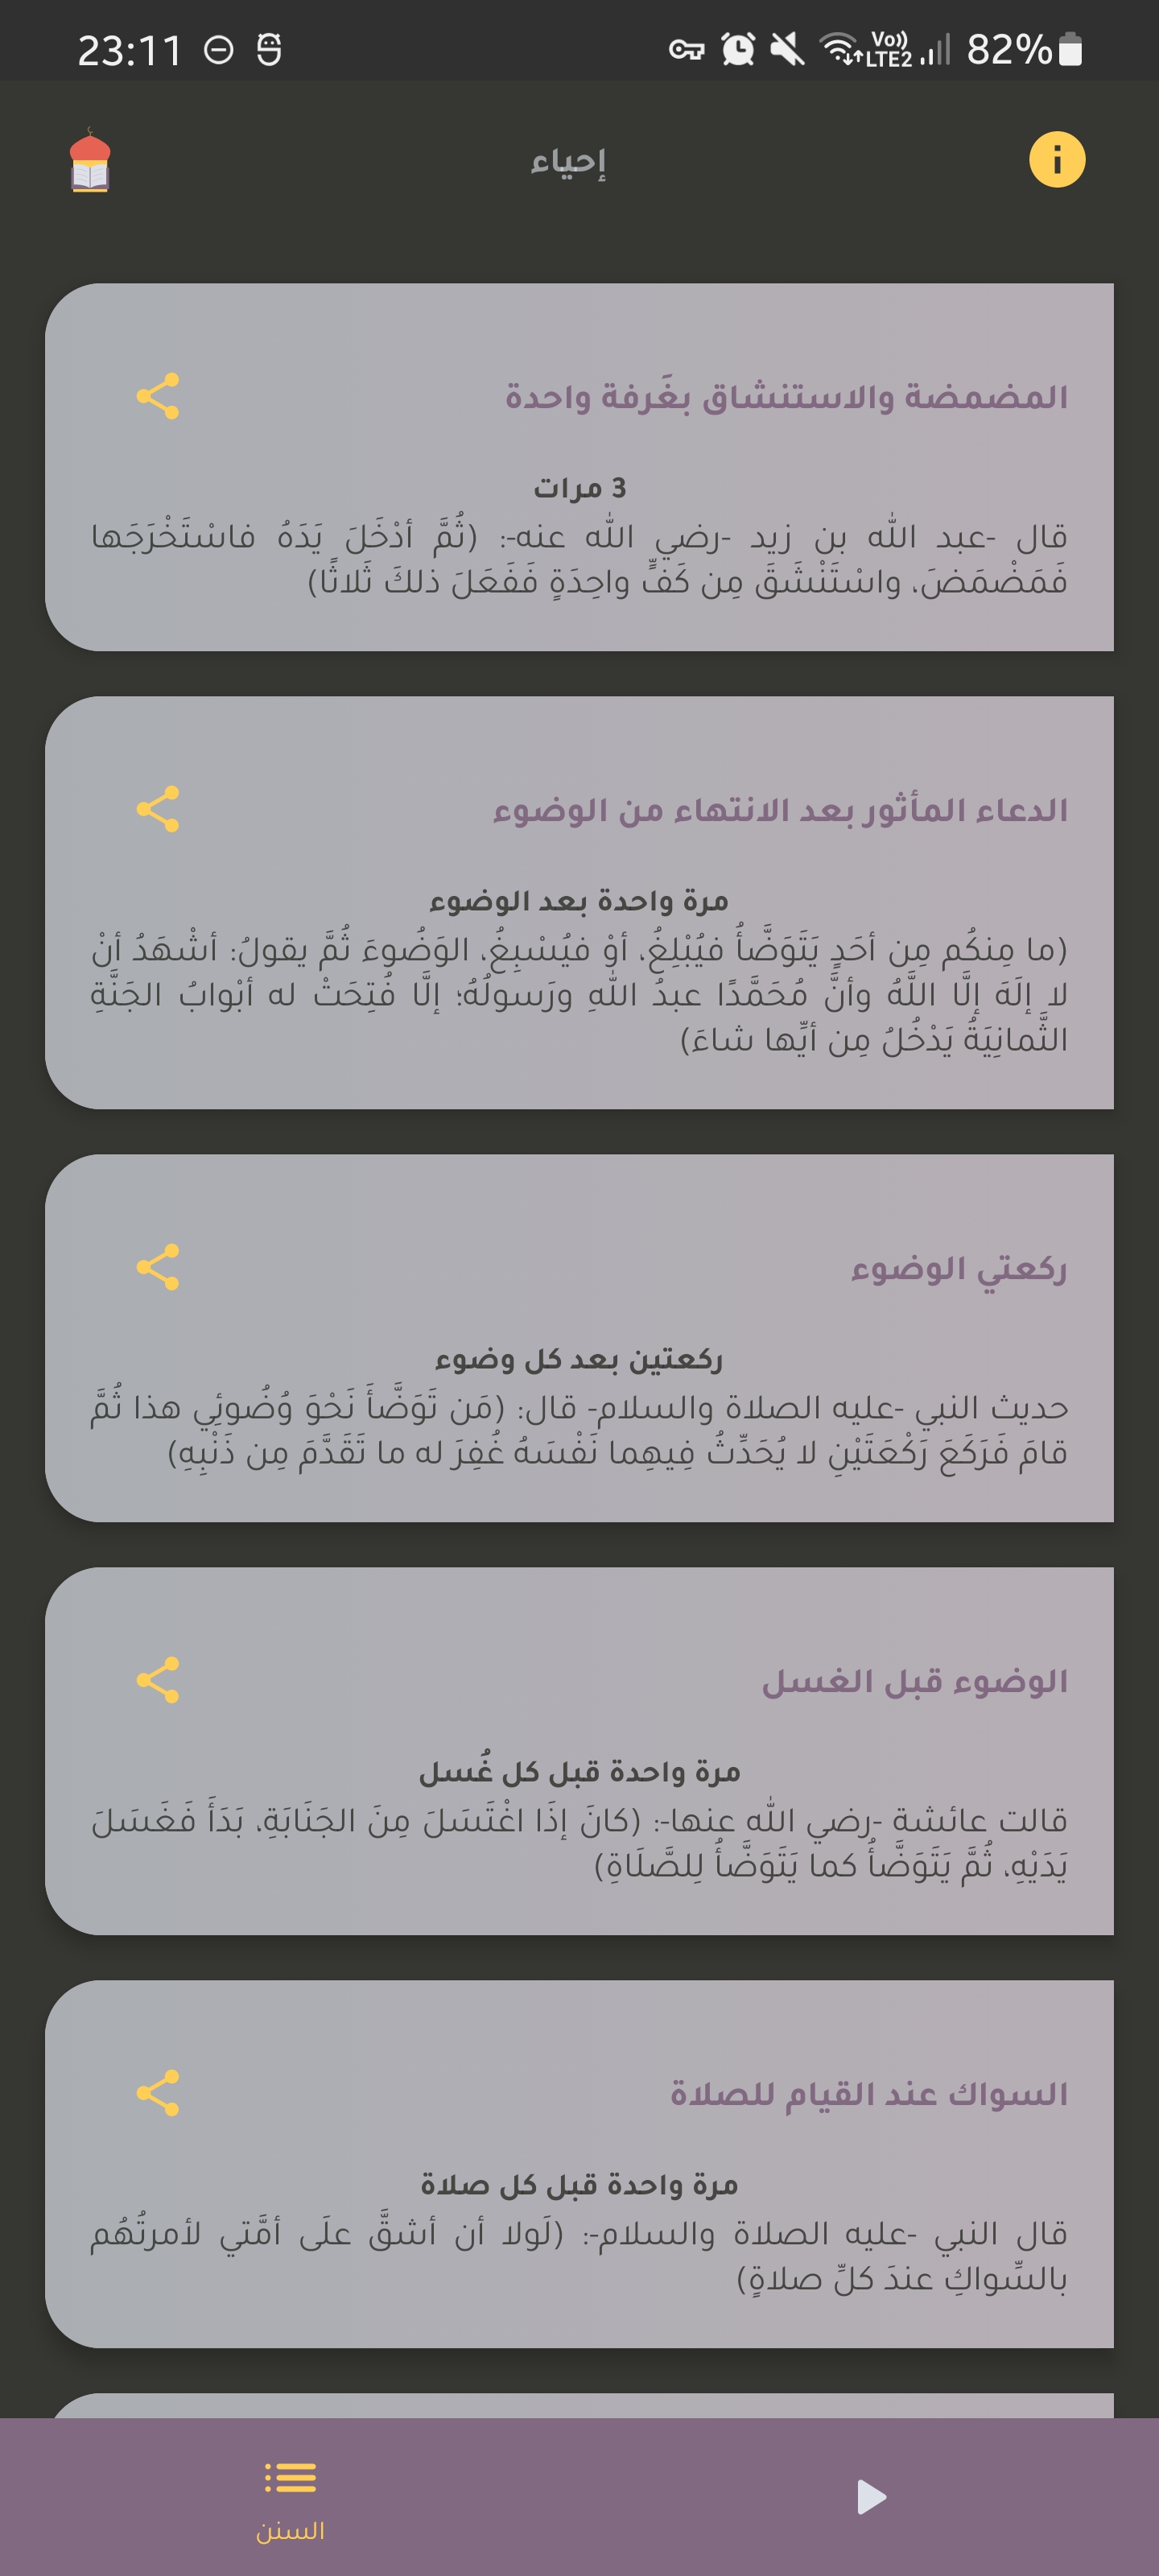 23:11
Vo)) LTE2 82%
إحياء
المضمضة والاستنشاق بغَرفة واحدة
3 مرات
قال -عبد الله بن زيد -رضي الله عنه-: (ثُمَّ أدْخَلَ يَدَهُ فاسْتَخْرَجَها
فَمَضْمَضَ، واسْتَنْشَقَ مِن كَفٍّ واحِدَةٍ فَفَعَلَ ذلكَ ثَلاثًا)
الدعاء المأثور بعد الانتهاء من الوضوء
مرة واحدة بعد الوضوء
(ما مِنكُم مِن أحَدٍ يَتَوَضَّأُ فيُبْلِغُ، أوْ فيُسْبِغُ، الوَضُوءَ ثُمَّ يقولُ: أشْهَدُ أنْ
لا إلَهَ إلَّا اللَّهُ وأنَّ مُحَمَّدًا عبدُ اللهِ ورَسولُهُ؛ إلَّا فُتِحَتْ له أبْوابُ الجَنَّةِ
الثَّمانِيَةُ يَدْخُلُ مِن أيِّها شاءَ)
ركعتي الوضوء
ركعتين بعد كل وضوء
حديث النبي -عليه الصلاة والسلام- قال: (مَن تَوَضَّأَ نَحْوَ وُضُوئِي هذا ثُمَّ
قامَ فَرَكَعَ رَكْعَتَيْنِ لا يُحَدِّثُ فِيهِما نَفْسَهُ غُفِرَ له ما تَقَدَّمَ مِن ذَنْبِهِ)
الوضوء قبل الغسل
مرة واحدة قبل كل غُسل
قالت عائشة -رضي الله عنها-: (كانَ إذَا اغْتَسَلَ مِنَ الجَنَابَةِ، بَدَأَ فَغَسَلَ
يَدَيْهِ، ثُمَّ يَتَوَضَّأُ كما يَتَوَضَّأُ لِلصَّلَاةِ)
السواك عند القيام للصلاة
مرة واحدة قبل كل صلاة
قال النبي -عليه الصلاة والسلام-: (لَولا أن أشقَّ علَى أمَّتي لأمرتُهُم
بالسِّواكِ عندَ كلِّ صلاةٍ)
السنن